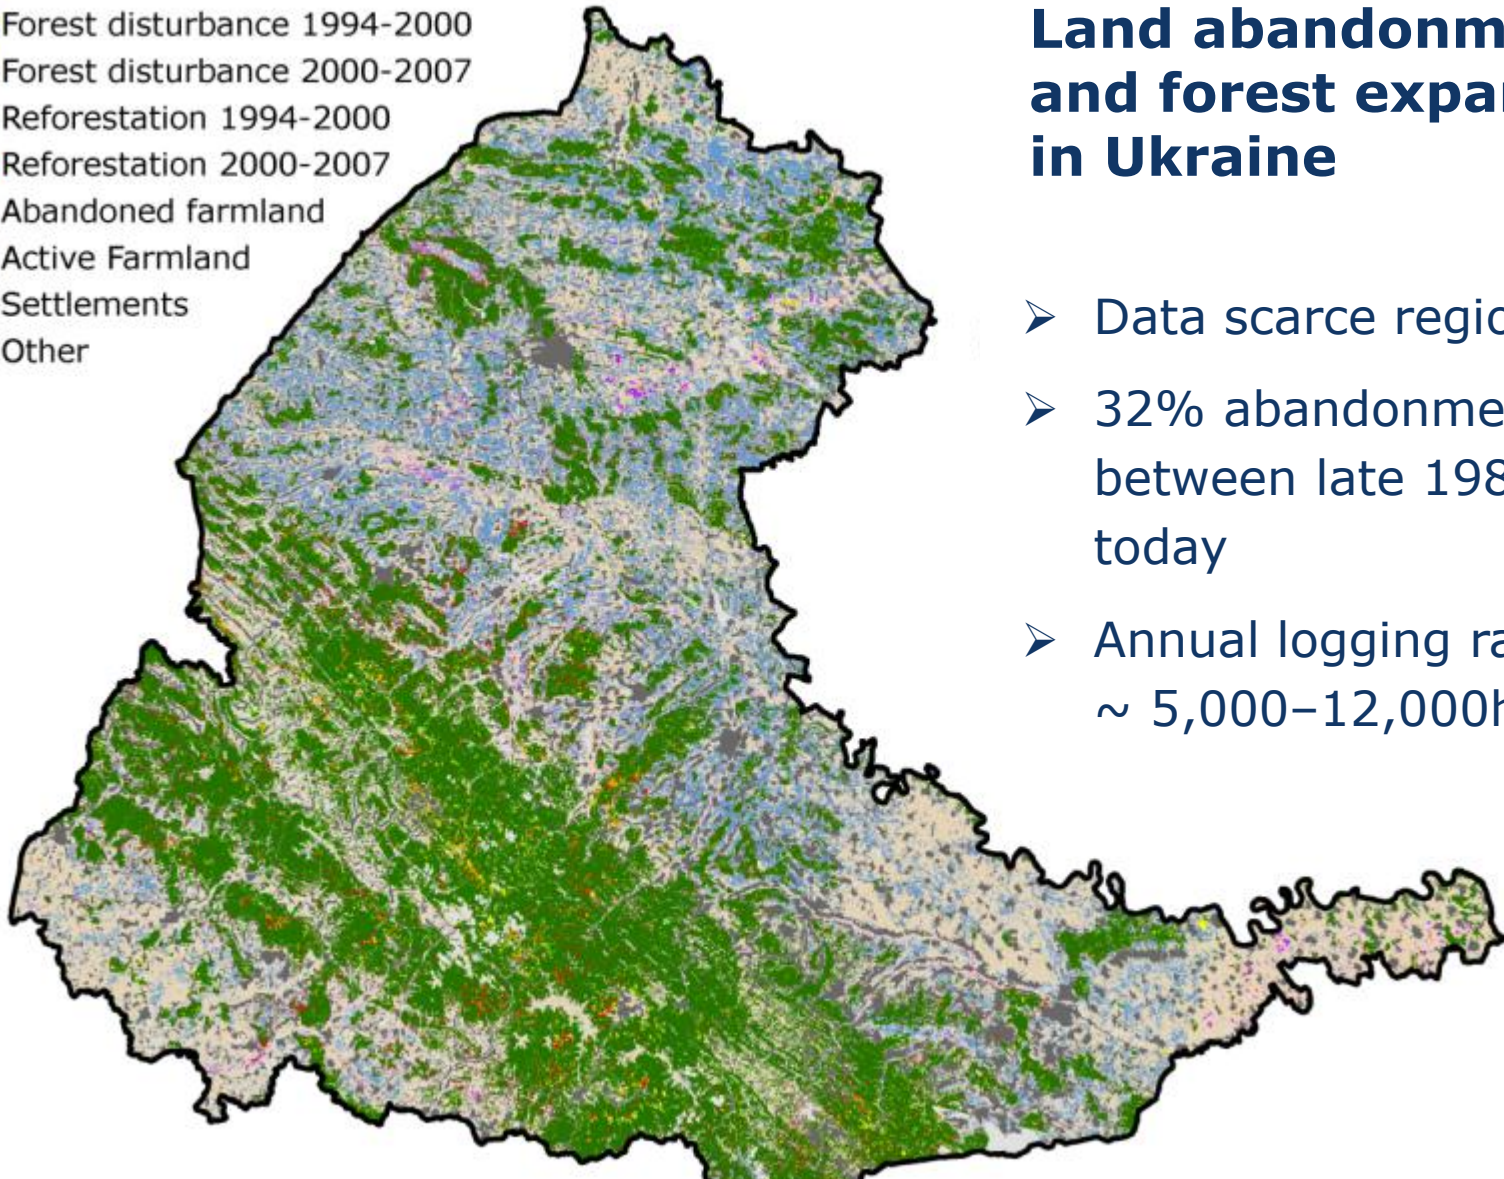 Forest disturbance 1994-2000
Forest disturbance 2000-2007
Reforestation 1994-2000
Reforestation 2000-2007
Abandoned farmland
Active Farmland
Settlements
Other
Land abandonm
and forest expa
in Ukraine
➢ Data scarce regi
➢ 32% abandonme
between late 198
today
➢ Annual logging ra
~ 5,000–12,000h